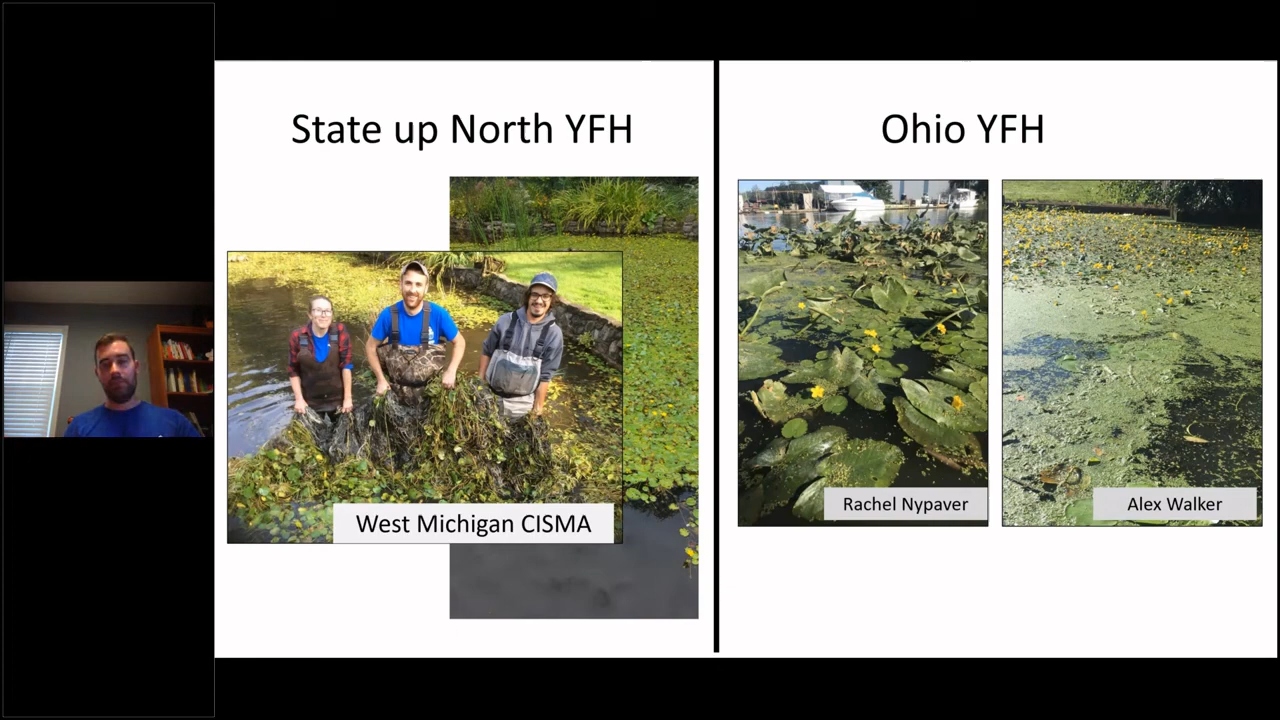 State up North YFH
West Michigan CISMA
Ohio YFH
Rachel Nypaver
Alex Walker